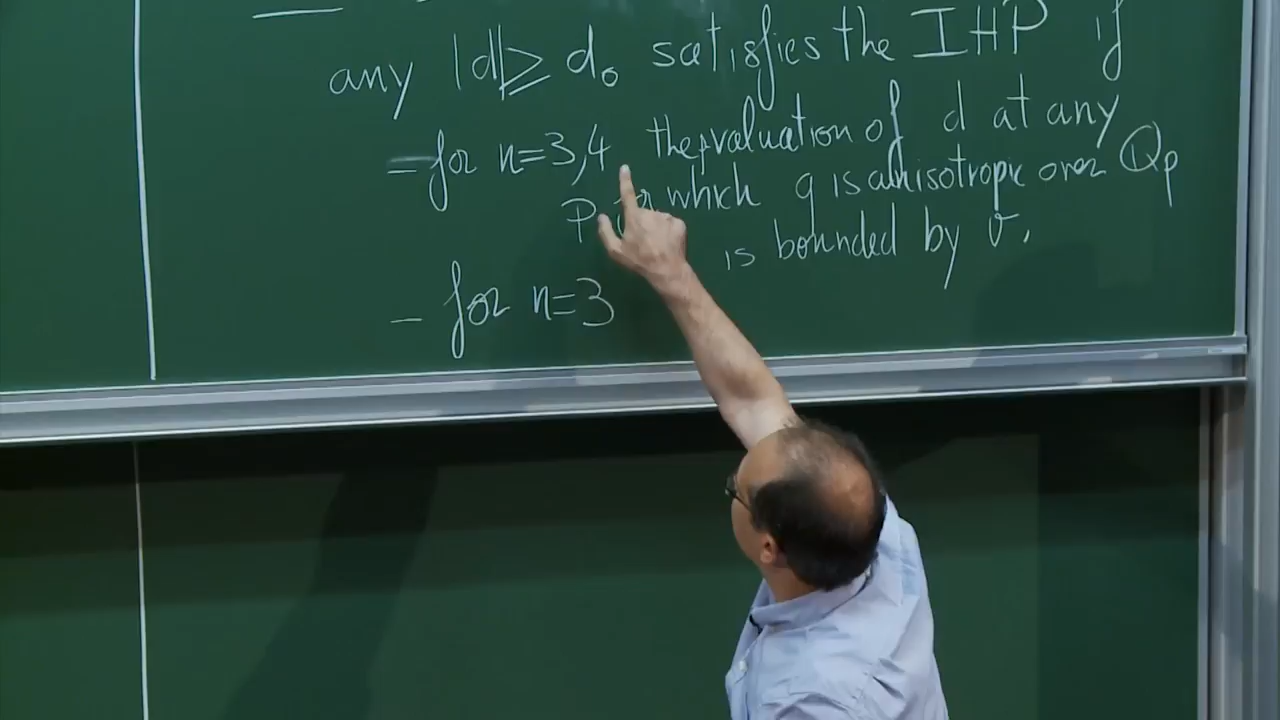 any |d| ≥ d₀ satisfies the IHP if
- for n=3,4 the p valuation of d at any
p for which q is anisotropic over Qp
is bounded by v.
- for n=3